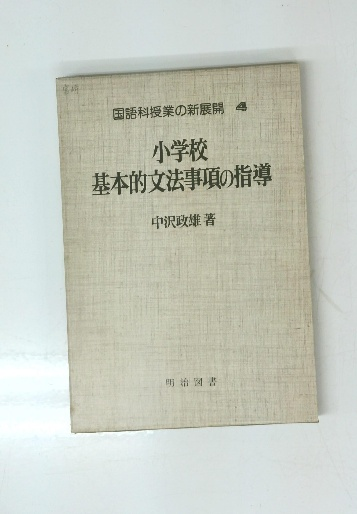 国語科授業の新展開 4
小学校
基本的文法事項の指導
中沢政雄著
明治図書